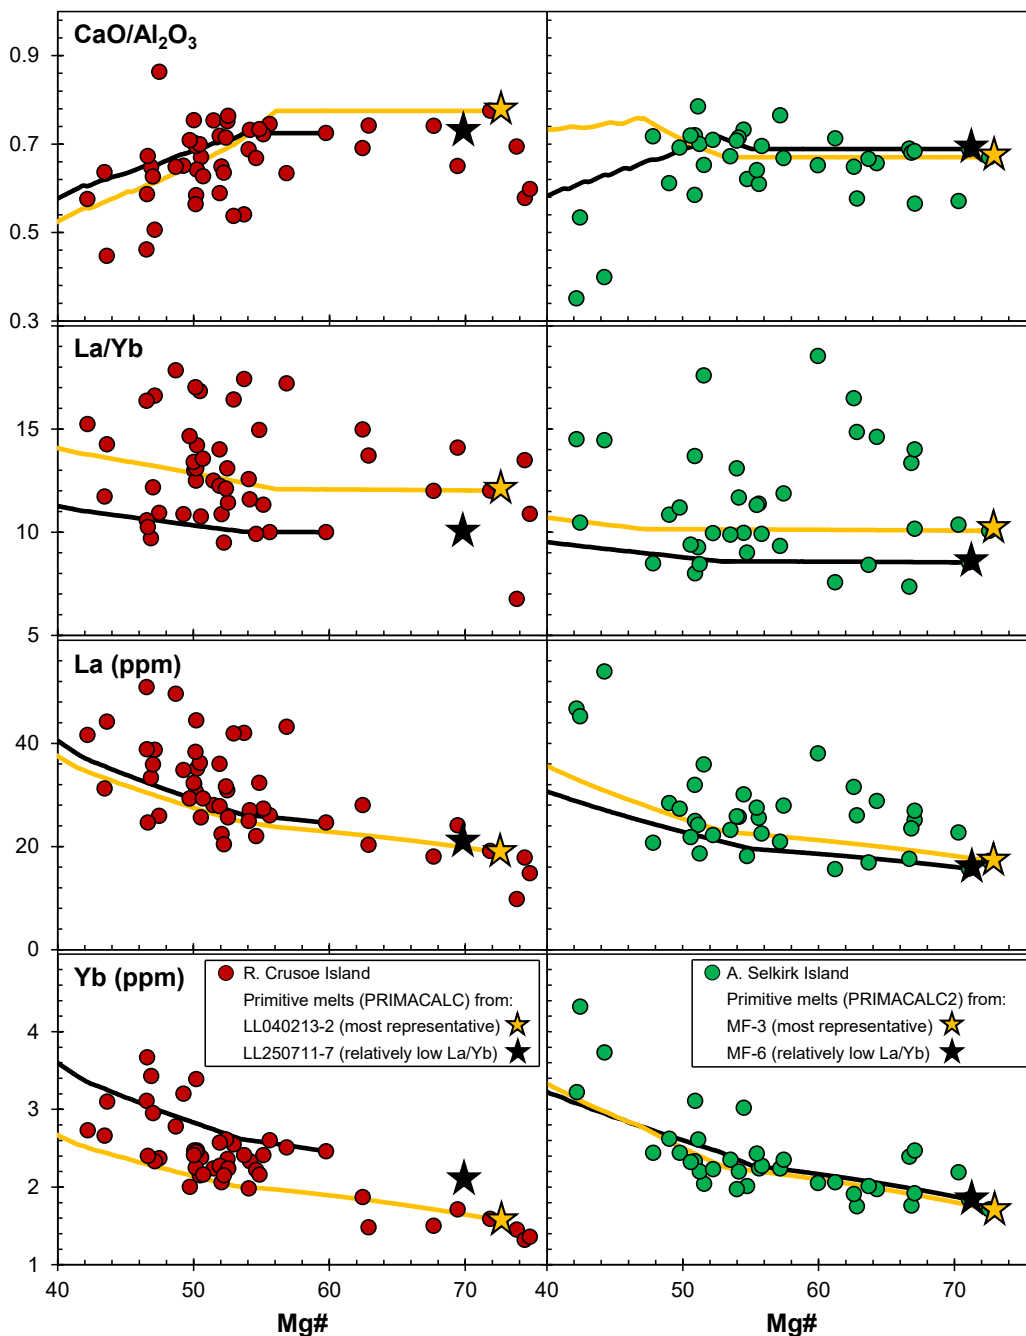 CaO/Al₂O₃
0.9
0.7
0.5
0.3
La/Yb
15
10
5
La (ppm)
40
20
0
Yb (ppm)
4
3
2
1
R. Crusoe Island
Primitive melts (PRIMACALC) from:
LL040213-2 (most representative)
LL250711-7 (relatively low La/Yb)
A. Selkirk Island
Primitive melts (PRIMACALC2) from:
MF-3 (most representative)
MF-6 (relatively low La/Yb)
40 50 60 70 40 50 60 70
Mg# Mg#